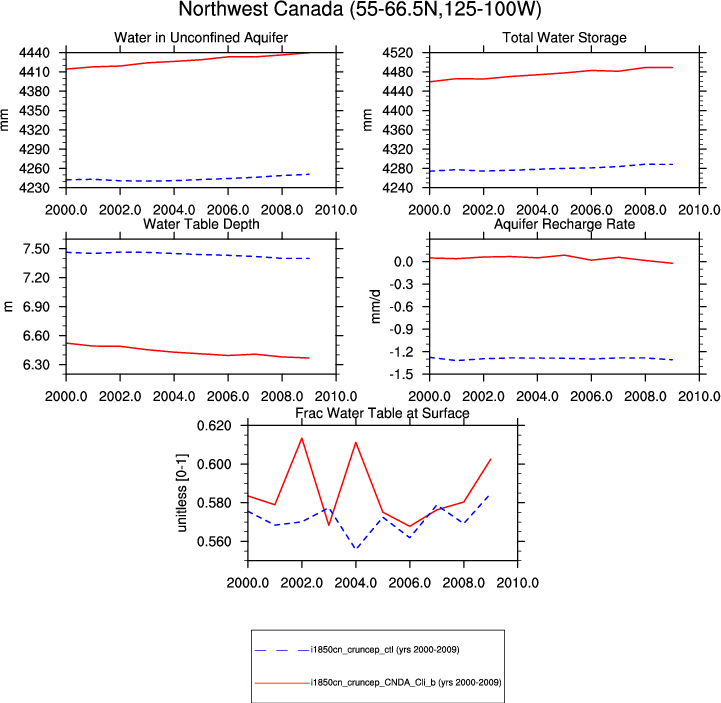 Northwest Canada (55-66.5N,125-100W)
Water in Unconfined Aquifer
4440
4410
4380
4350
4320
4290
4260
4230
mm
2000.0 2002.0 2004.0 2006.0 2008.0 2010.0
Total Water Storage
4520
4480
4440
4400
4360
4320
4280
4240
mm
2000.0 2002.0 2004.0 2006.0 2008.0 2010.0
Water Table Depth
7.50
7.20
6.90
6.60
6.30
m
2000.0 2002.0 2004.0 2006.0 2008.0 2010.0
Aquifer Recharge Rate
0.0
-0.3
-0.6
-0.9
-1.2
-1.5
mm/d
2000.0 2002.0 2004.0 2006.0 2008.0 2010.0
Frac Water Table at Surface
0.620
0.600
0.580
0.560
unitless [0-1]
2000.0 2002.0 2004.0 2006.0 2008.0 2010.0
i1850cn_cruncep_ctl (yrs 2000-2009)
i1850cn_cruncep_CNDA_Cli_b (yrs 2000-2009)